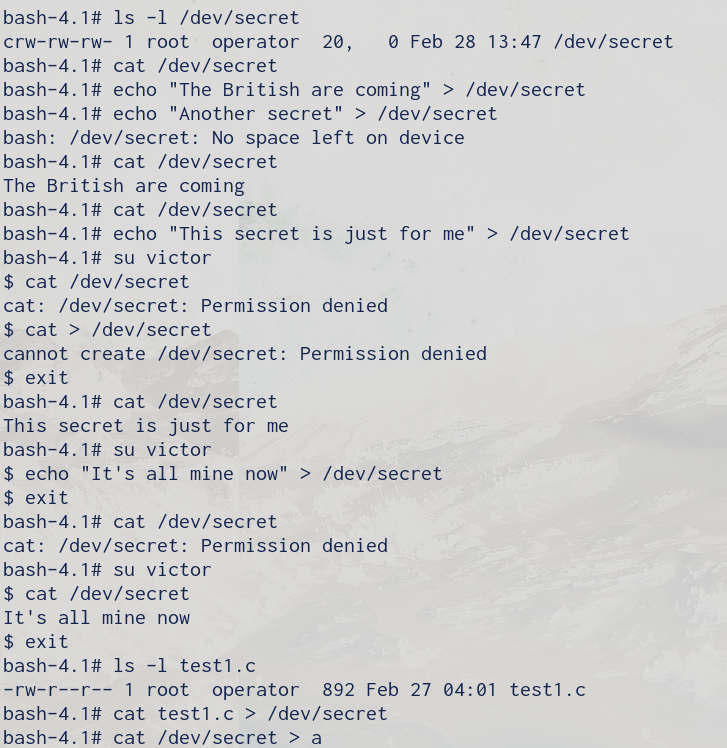 bash-4.1# ls -l /dev/secret
crw-rw-rw- 1 root  operator  20,   0 Feb 28 13:47 /dev/secret
bash-4.1# cat /dev/secret
bash-4.1# echo "The British are coming" > /dev/secret
bash-4.1# echo "Another secret" > /dev/secret
bash: /dev/secret: No space left on device
bash-4.1# cat /dev/secret
The British are coming
bash-4.1# cat /dev/secret
bash-4.1# echo "This secret is just for me" > /dev/secret
bash-4.1# su victor
$ cat /dev/secret
cat: /dev/secret: Permission denied
$ cat > /dev/secret
cannot create /dev/secret: Permission denied
$ exit
bash-4.1# cat /dev/secret
This secret is just for me
bash-4.1# su victor
$ echo "It's all mine now" > /dev/secret
$ exit
bash-4.1# cat /dev/secret
cat: /dev/secret: Permission denied
bash-4.1# su victor
$ cat /dev/secret
It's all mine now
$ exit
bash-4.1# ls -l test1.c
-rw-r--r-- 1 root  operator  892 Feb 27 04:01 test1.c
bash-4.1# cat test1.c > /dev/secret
bash-4.1# cat /dev/secret > a